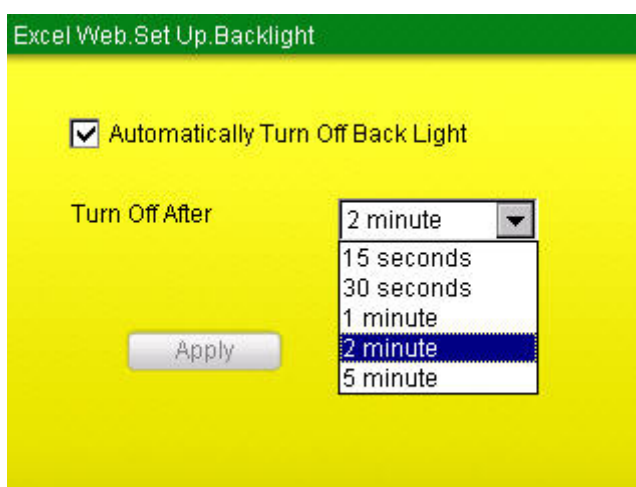 Excel Web.Set Up.Backlight
Automatically Turn Off Back Light
Turn Off After
2 minute
15 seconds
30 seconds
1 minute
2 minute
5 minute
Apply